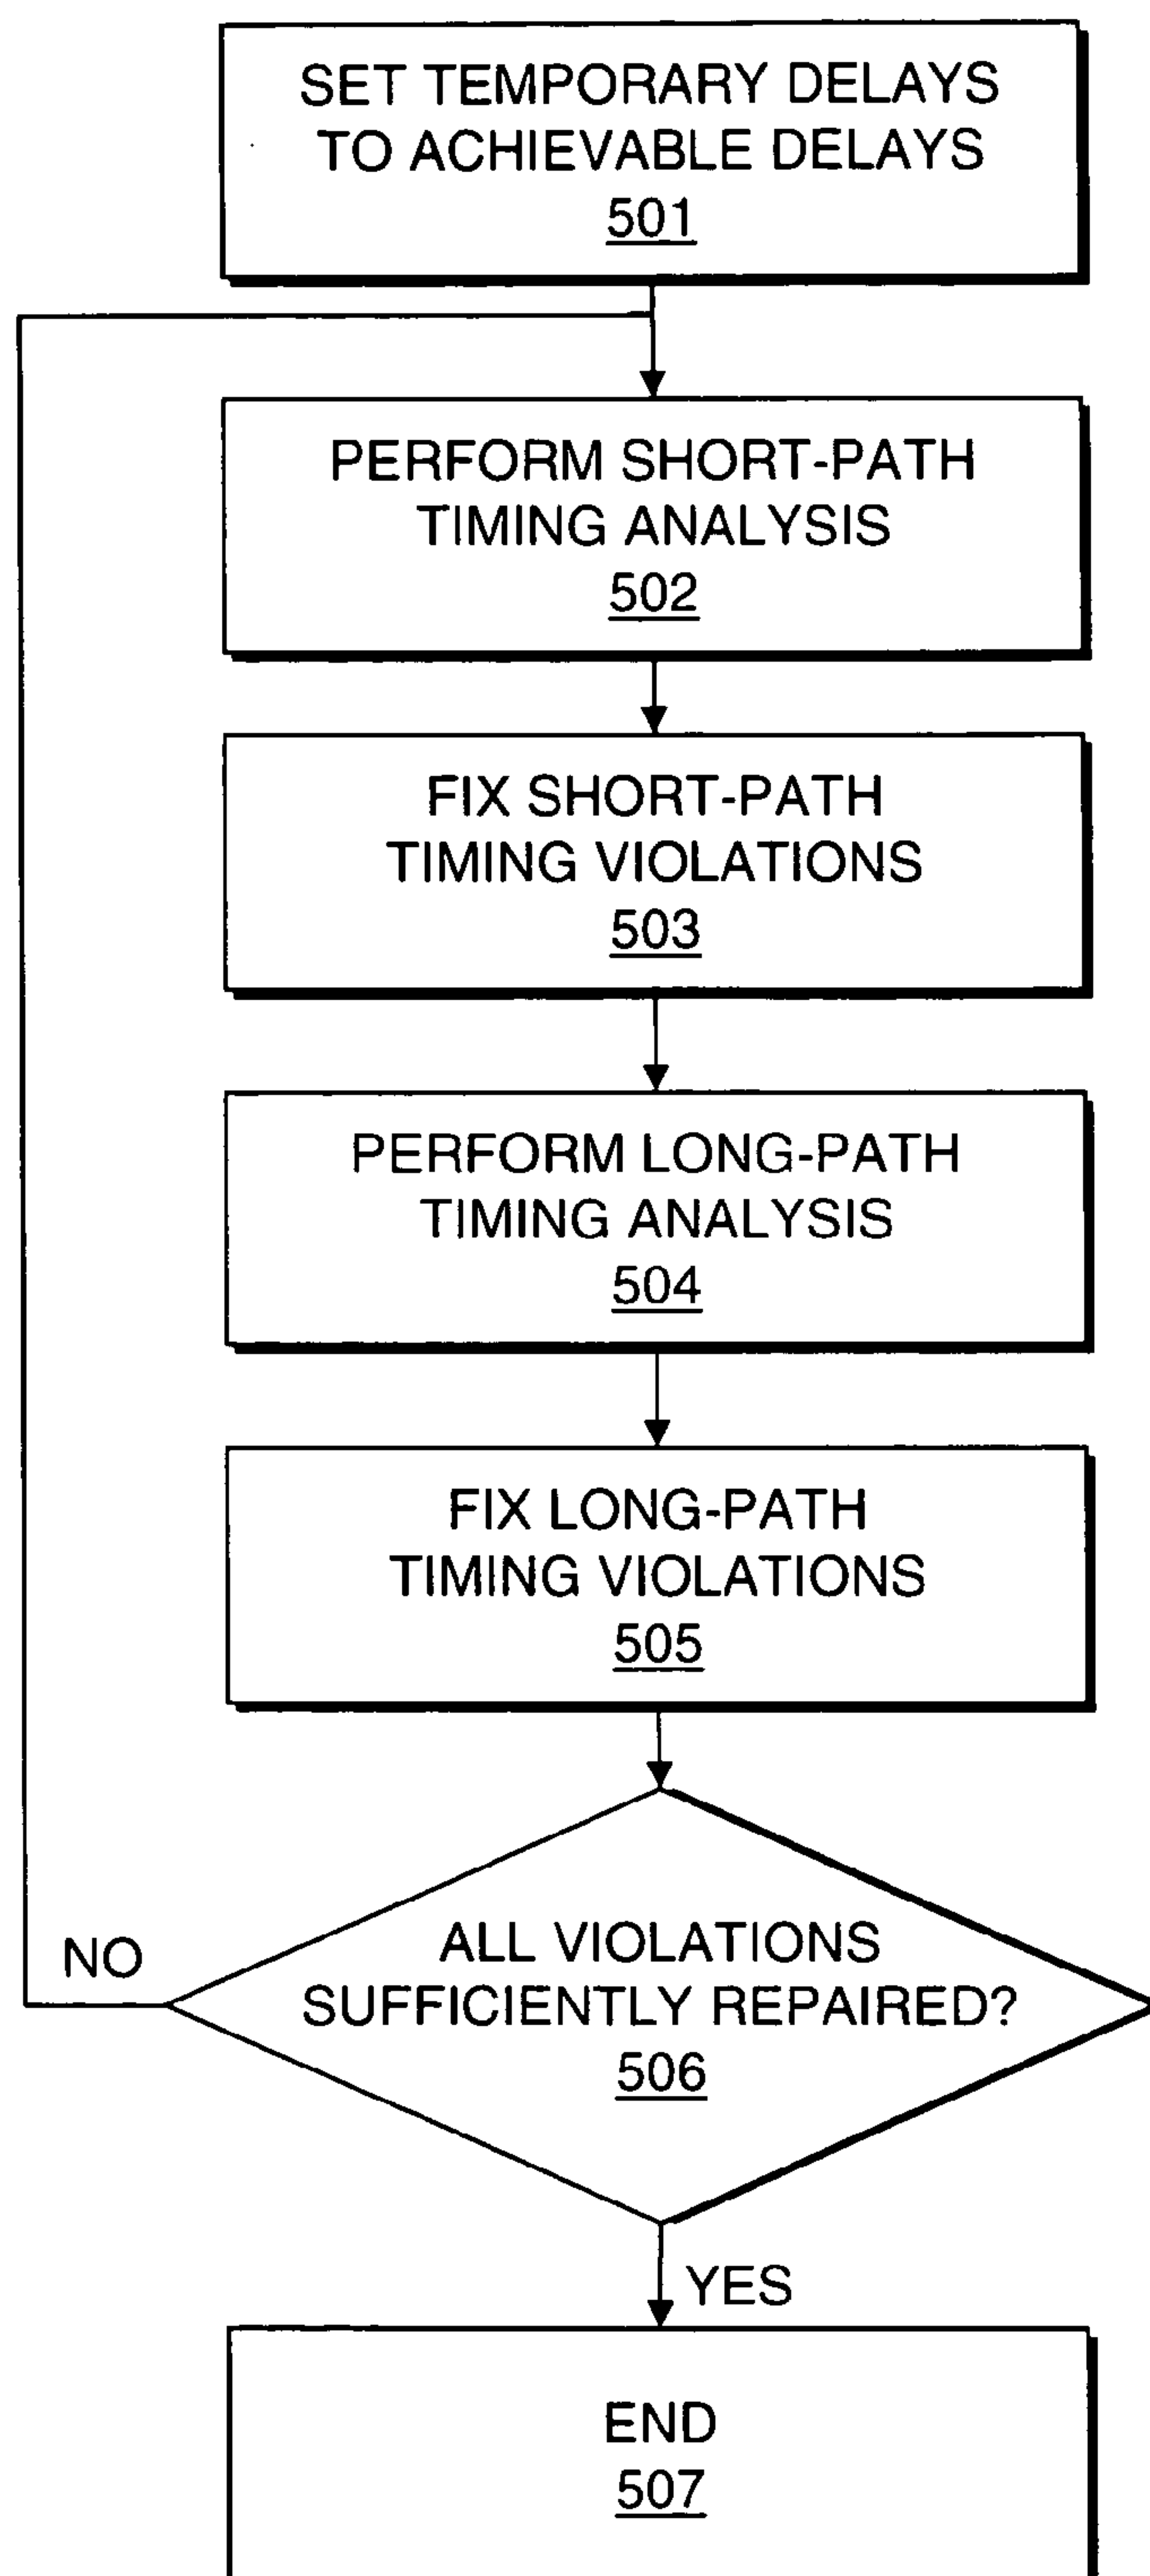 SET TEMPORARY DELAYS
TO ACHIEVABLE DELAYS
501
PERFORM SHORT-PATH
TIMING ANALYSIS
502
FIX SHORT-PATH
TIMING VIOLATIONS
503
PERFORM LONG-PATH
TIMING ANALYSIS
504
FIX LONG-PATH
TIMING VIOLATIONS
505
NO
ALL VIOLATIONS
SUFFICIENTLY REPAIRED?
506
YES
END
507